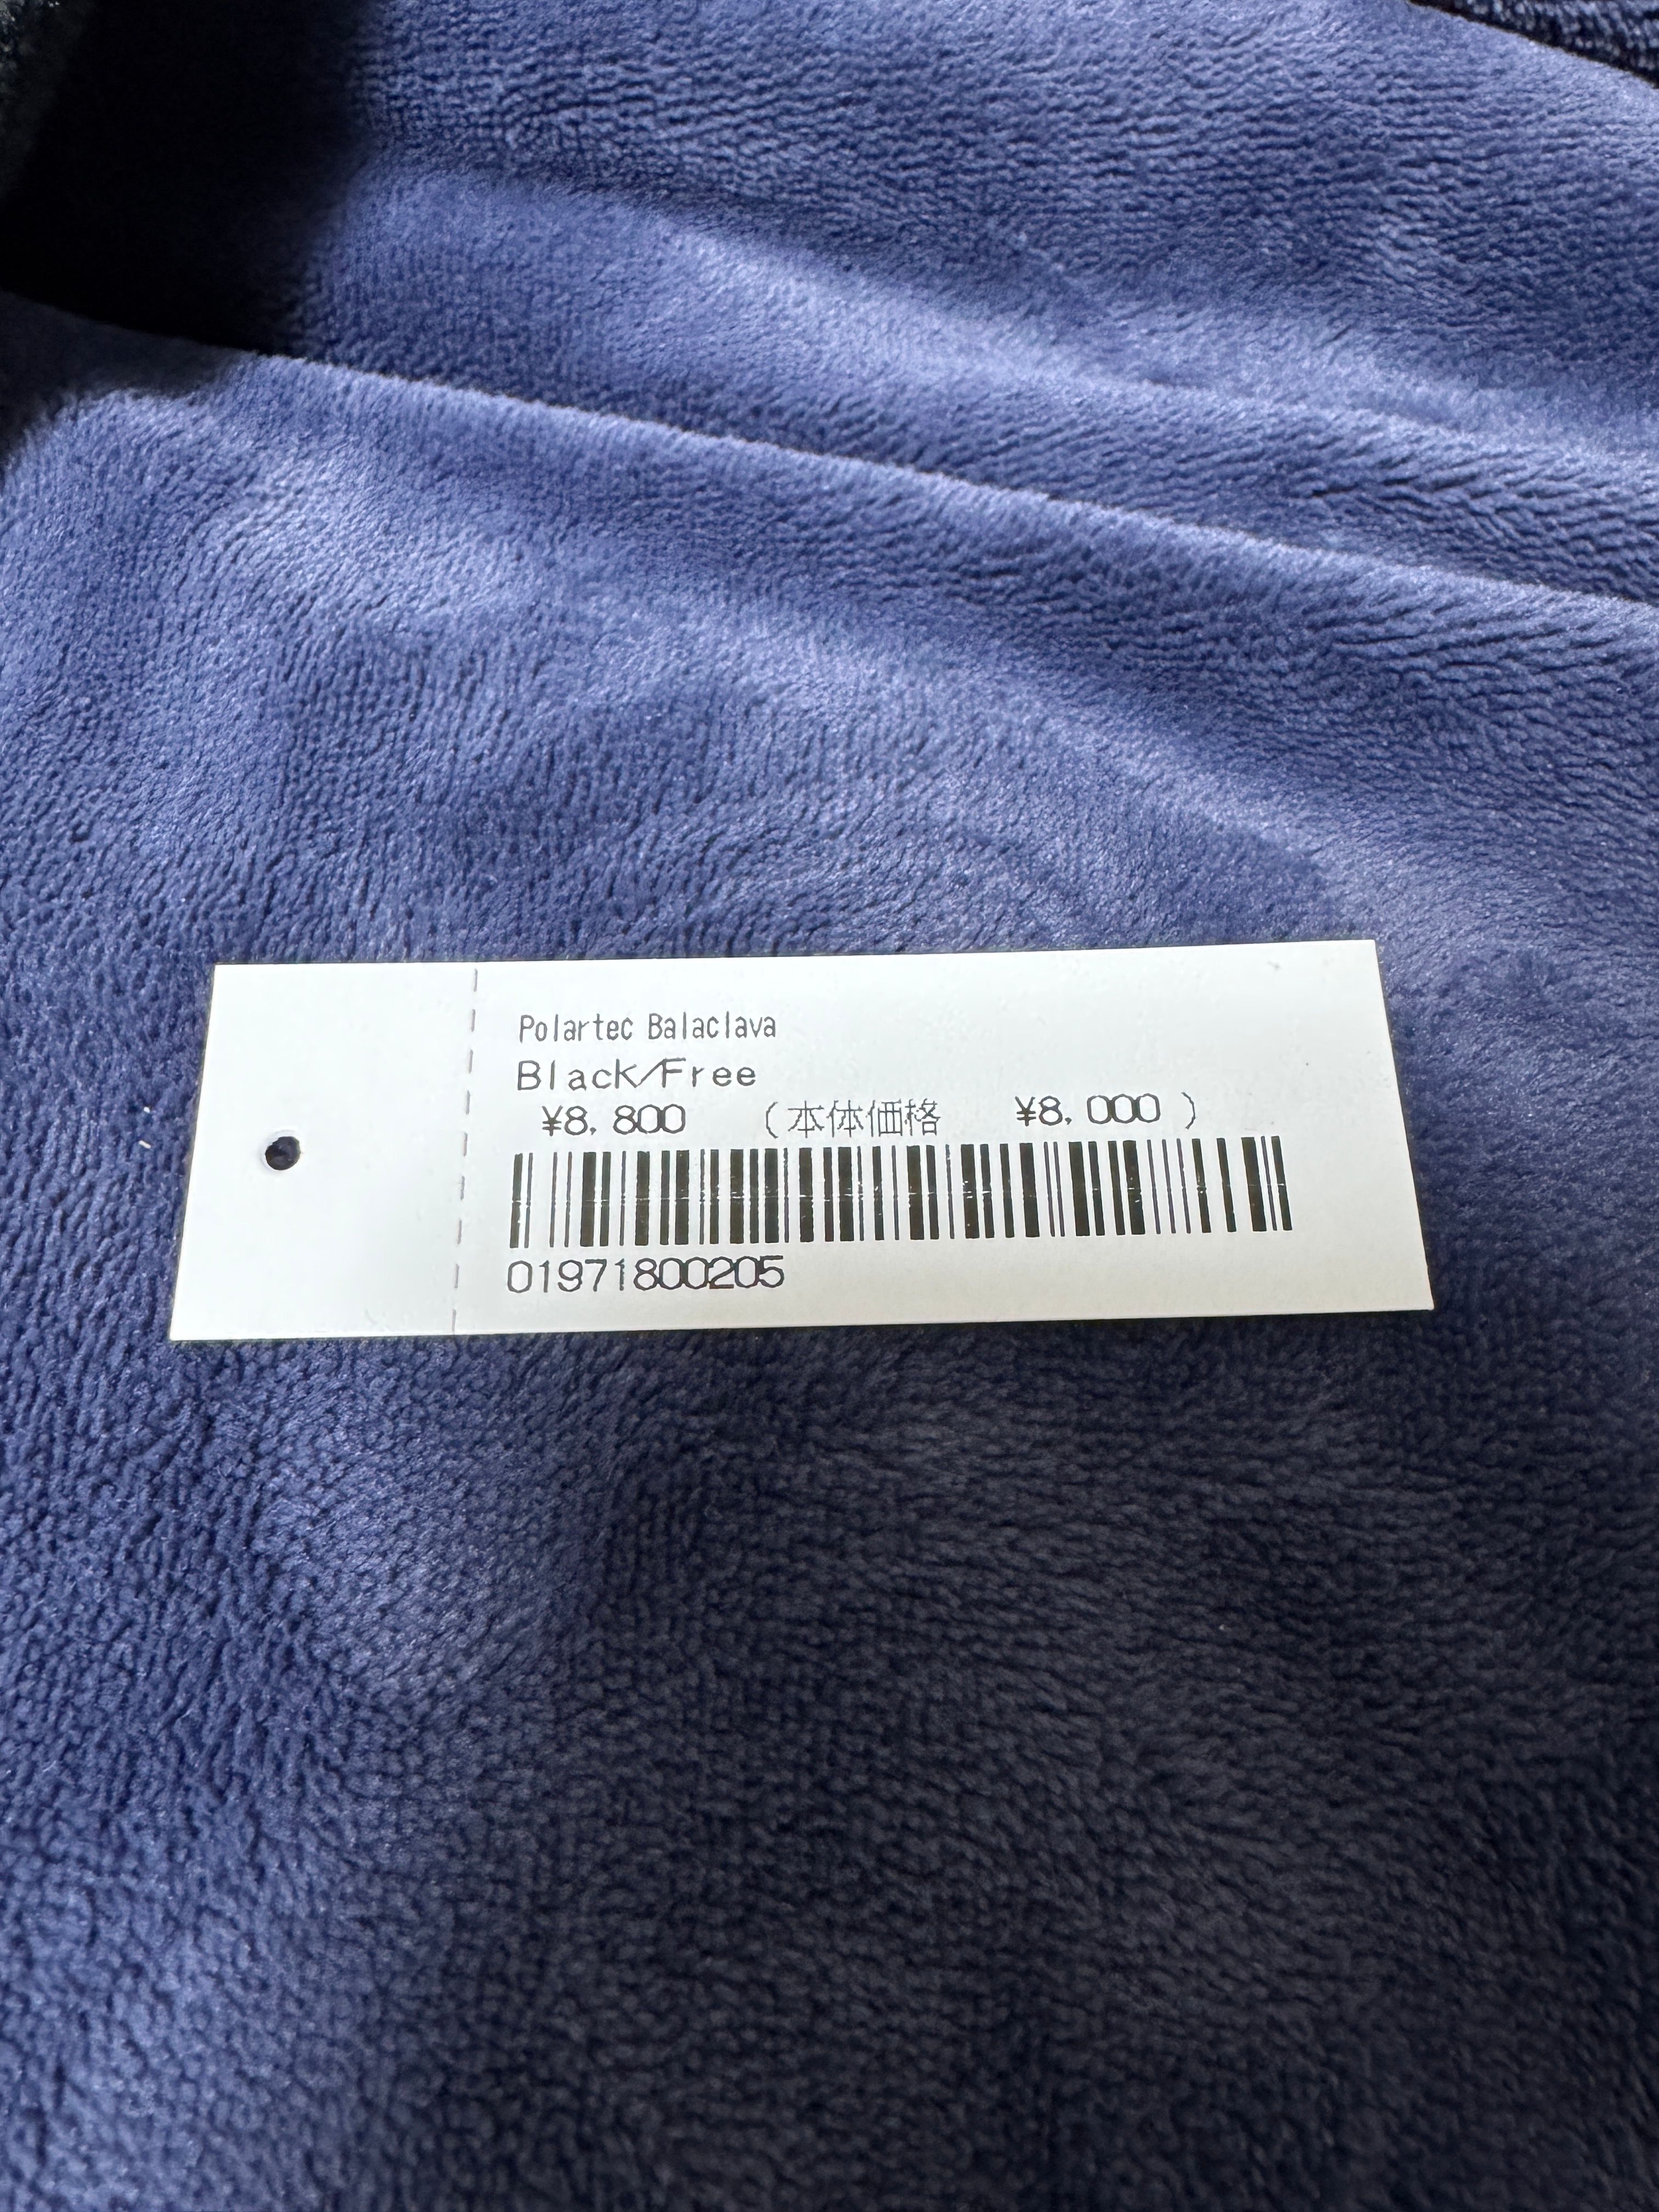 Polartec Balaclava
Black/Free
¥8,800 (本体価格 ¥8,000)
01971800205